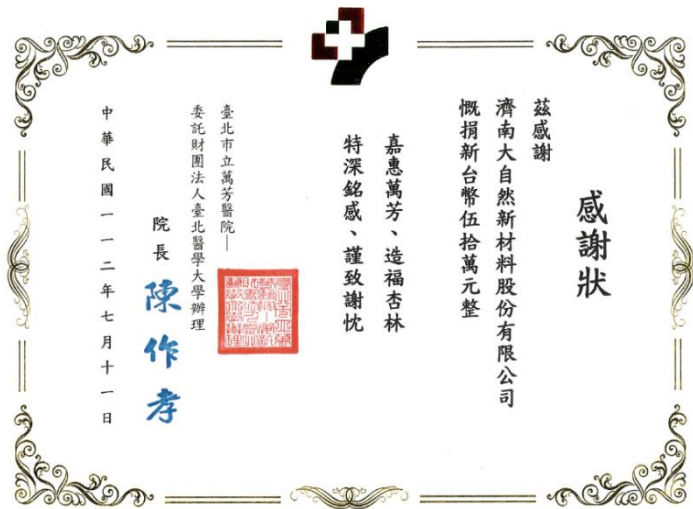 感謝狀
茲感謝
濟南大自然新材料股份有限公司
慨捐新台幣伍拾萬元整
嘉惠萬芳、造福杏林
特深銘感、謹致謝忱
臺北市立萬芳醫院—
委託財團法人臺北醫學大學辦理
院長 陳作孝
中華民國一一二年七月十一日